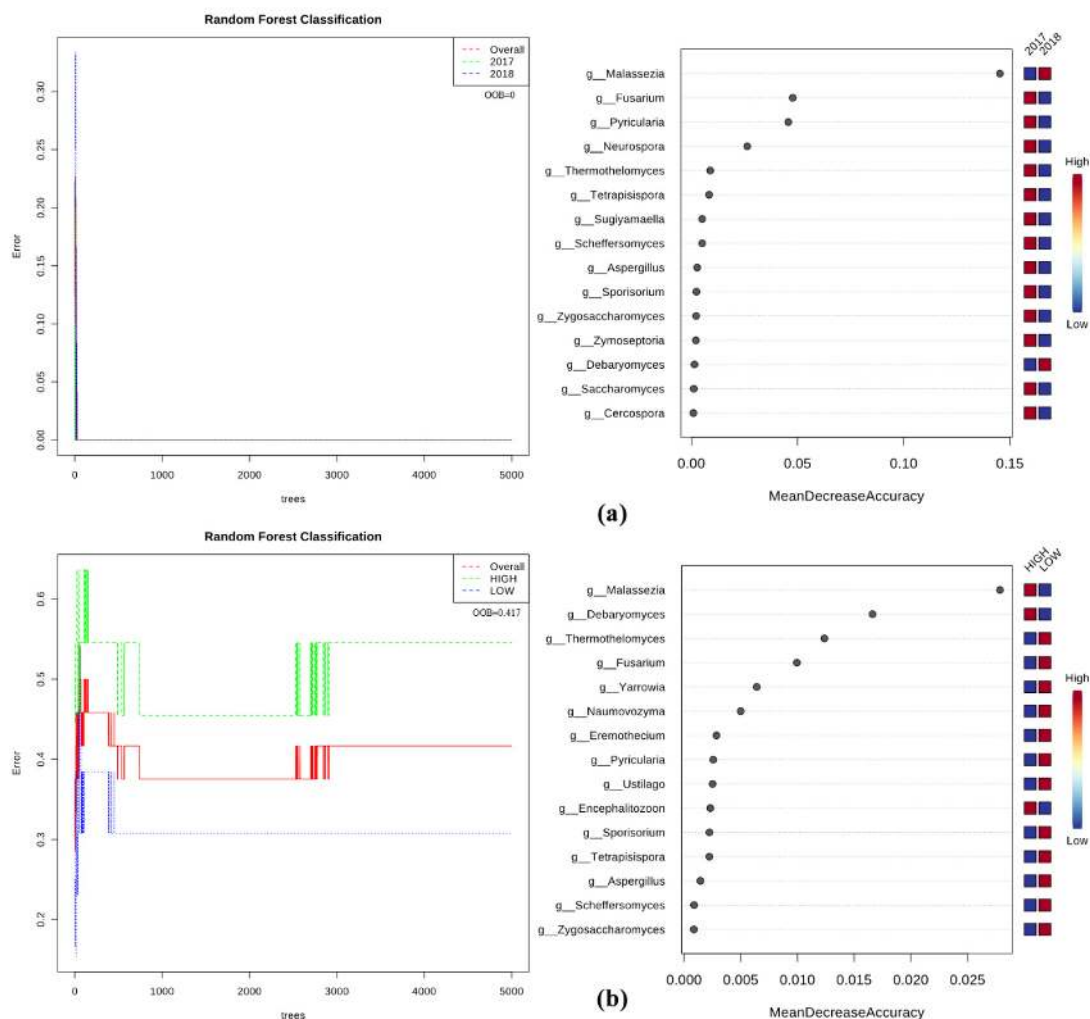 Random Forest Classification
Overall
2017
2018
OOB=0
Error
0.00
0.05
0.10
0.15
0.20
0.25
0.30
0
1000
2000
3000
4000
5000
trees
2017
2018
g__Malassezia
g__Fusarium
g__Pyricularia
g__Neurospora
g__Thermothelomyces
g__Tetrapisispora
g__Sugiyamaella
g__Scheffersomyces
g__Aspergillus
g__Sporisorium
g__Zygosaccharomyces
g__Zymoseptoria
g__Debaryomyces
g__Saccharomyces
g__Cercospora
0.00
0.05
0.10
0.15
MeanDecreaseAccuracy
High
Low
(a)
Random Forest Classification
Overall
HIGH
LOW
OOB=0.417
Error
0.2
0.3
0.4
0.5
0.6
0
1000
2000
3000
4000
5000
trees
HIGH
LOW
g__Malassezia
g__Debaryomyces
g__Thermothelomyces
g__Fusarium
g__Yarrowia
g__Naumovozyma
g__Eremothecium
g__Pyricularia
g__Ustilago
g__Encephalitozoon
g__Sporisorium
g__Tetrapisispora
g__Aspergillus
g__Scheffersomyces
g__Zygosaccharomyces
0.000
0.005
0.010
0.015
0.020
0.025
MeanDecreaseAccuracy
High
Low
(b)